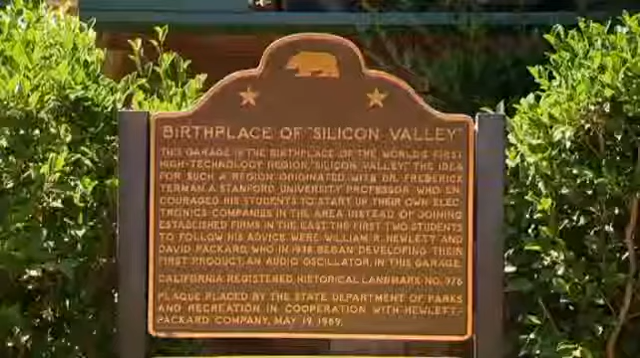 BIRTHPLACE OF "SILICON VALLEY"
THIS GARAGE IS THE BIRTHPLACE OF THE WORLD'S FIRST
HIGH-TECHNOLOGY REGION, "SILICON VALLEY." THE IDEA
FOR SUCH A REGION ORIGINATED WITH DR. FREDERICK
TERMAN, A STANFORD UNIVERSITY PROFESSOR WHO EN-
COURAGED HIS STUDENTS TO START UP THEIR OWN ELEC-
TRONICS COMPANIES IN THE AREA INSTEAD OF JOINING
ESTABLISHED FIRMS IN THE EAST. THE FIRST TWO STUDENTS
TO FOLLOW HIS ADVICE WERE WILLIAM R. HEWLETT AND
DAVID PACKARD, WHO IN 1938 BEGAN DEVELOPING THEIR
FIRST PRODUCT, AN AUDIO OSCILLATOR, IN THIS GARAGE.
CALIFORNIA REGISTERED HISTORICAL LANDMARK NO. 976
PLAQUE PLACED BY THE STATE DEPARTMENT OF PARKS
AND RECREATION IN COOPERATION WITH HEWLETT-
PACKARD COMPANY, MAY 19, 1989.